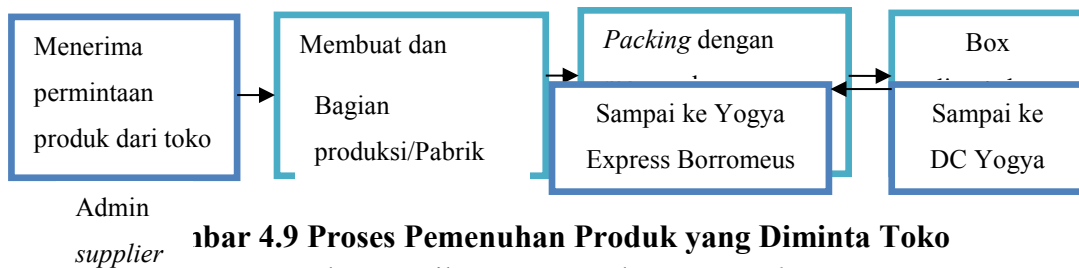 Menerima
permintaan
produk dari toko
Membuat dan
Bagian
produksi/Pabrik
Packing dengan
Box
Sampai ke Yogya
Express Borromeus
Sampai ke
DC Yogya
Admin
supplier
4.9 Proses Pemenuhan Produk yang Diminta Toko